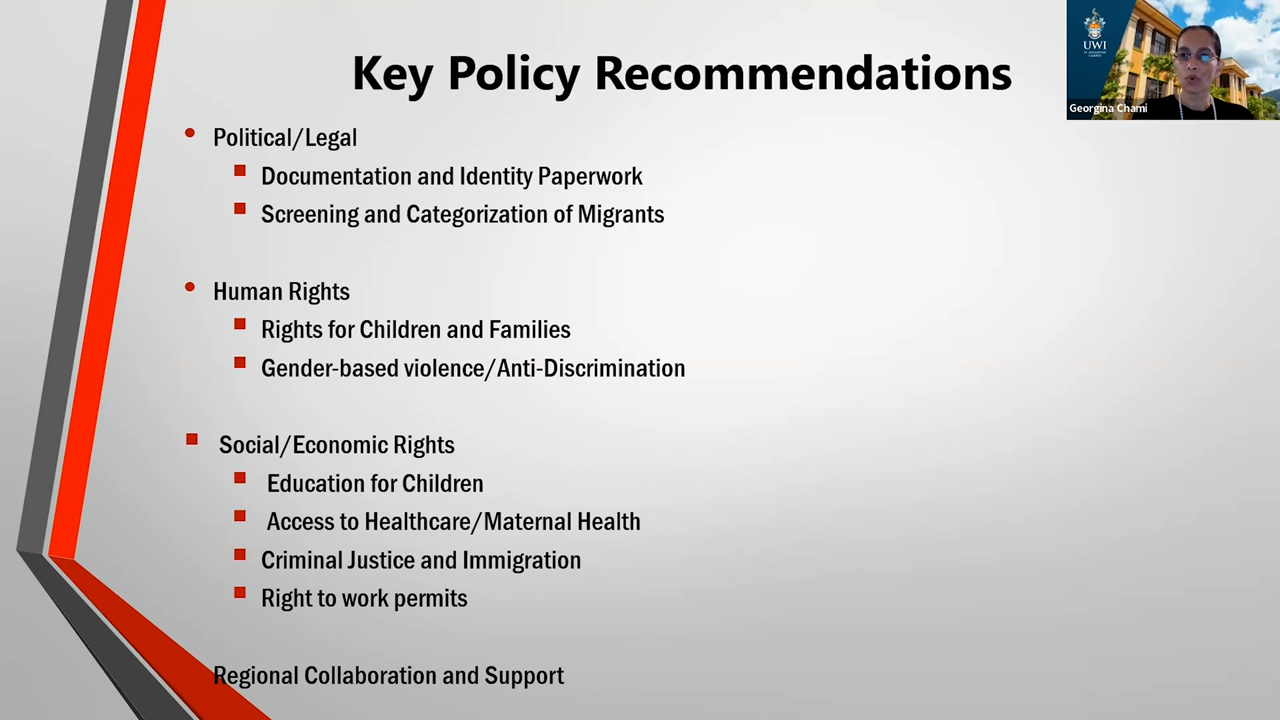 Key Policy Recommendations
UWI
Georgina Chami
Political/Legal
Documentation and Identity Paperwork
Screening and Categorization of Migrants
Human Rights
Rights for Children and Families
Gender-based violence/Anti-Discrimination
Social/Economic Rights
Education for Children
Access to Healthcare/Maternal Health
Criminal Justice and Immigration
Right to work permits
Regional Collaboration and Support